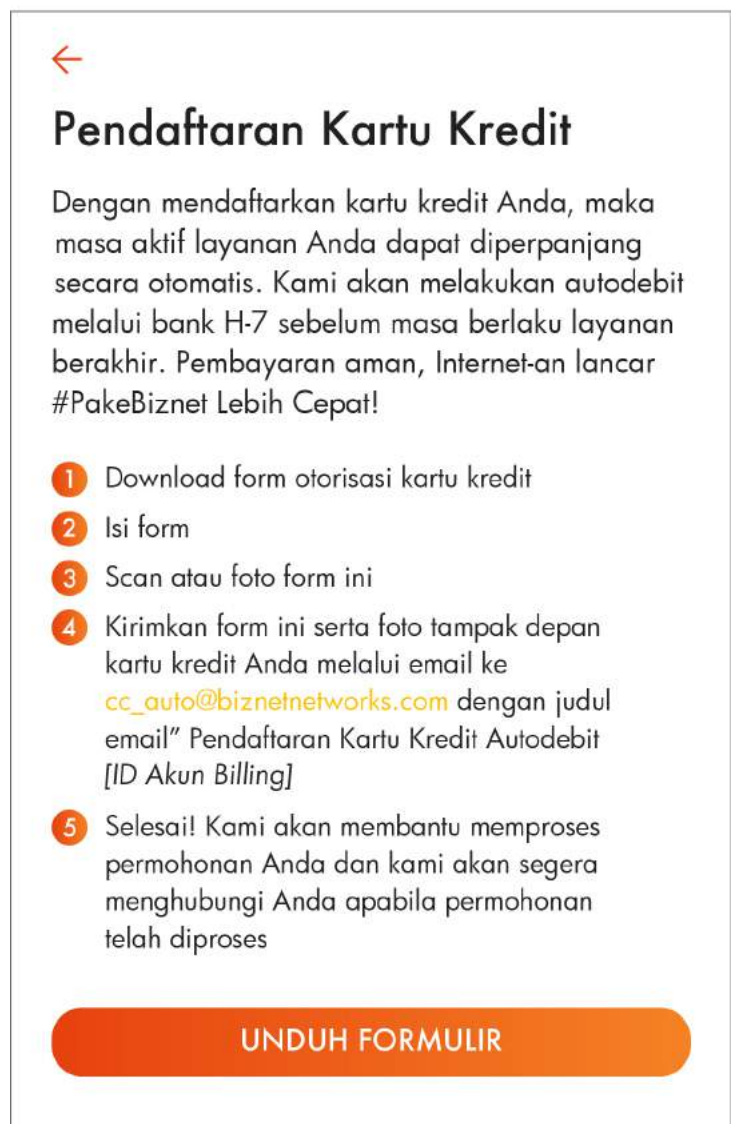 Pendaftaran Kartu Kredit
Dengan mendaftarkan kartu kredit Anda, maka
masa aktif layanan Anda dapat diperpanjang
secara otomatis. Kami akan melakukan autodebit
melalui bank H-7 sebelum masa berlaku layanan
berakhir. Pembayaran aman, Internet-an lancar
#PakeBiznet Lebih Cepat!
1 Download form otorisasi kartu kredit
2 Isi form
3 Scan atau foto form ini
4 Kirimkan form ini serta foto tampak depan
kartu kredit Anda melalui email ke
cc_auto@biznetnetworks.com dengan judul
email” Pendaftaran Kartu Kredit Autodebit
[ID Akun Billing]
5 Selesai! Kami akan membantu memproses
permohonan Anda dan kami akan segera
menghubungi Anda apabila permohonan
telah diproses
UNDUH FORMULIR